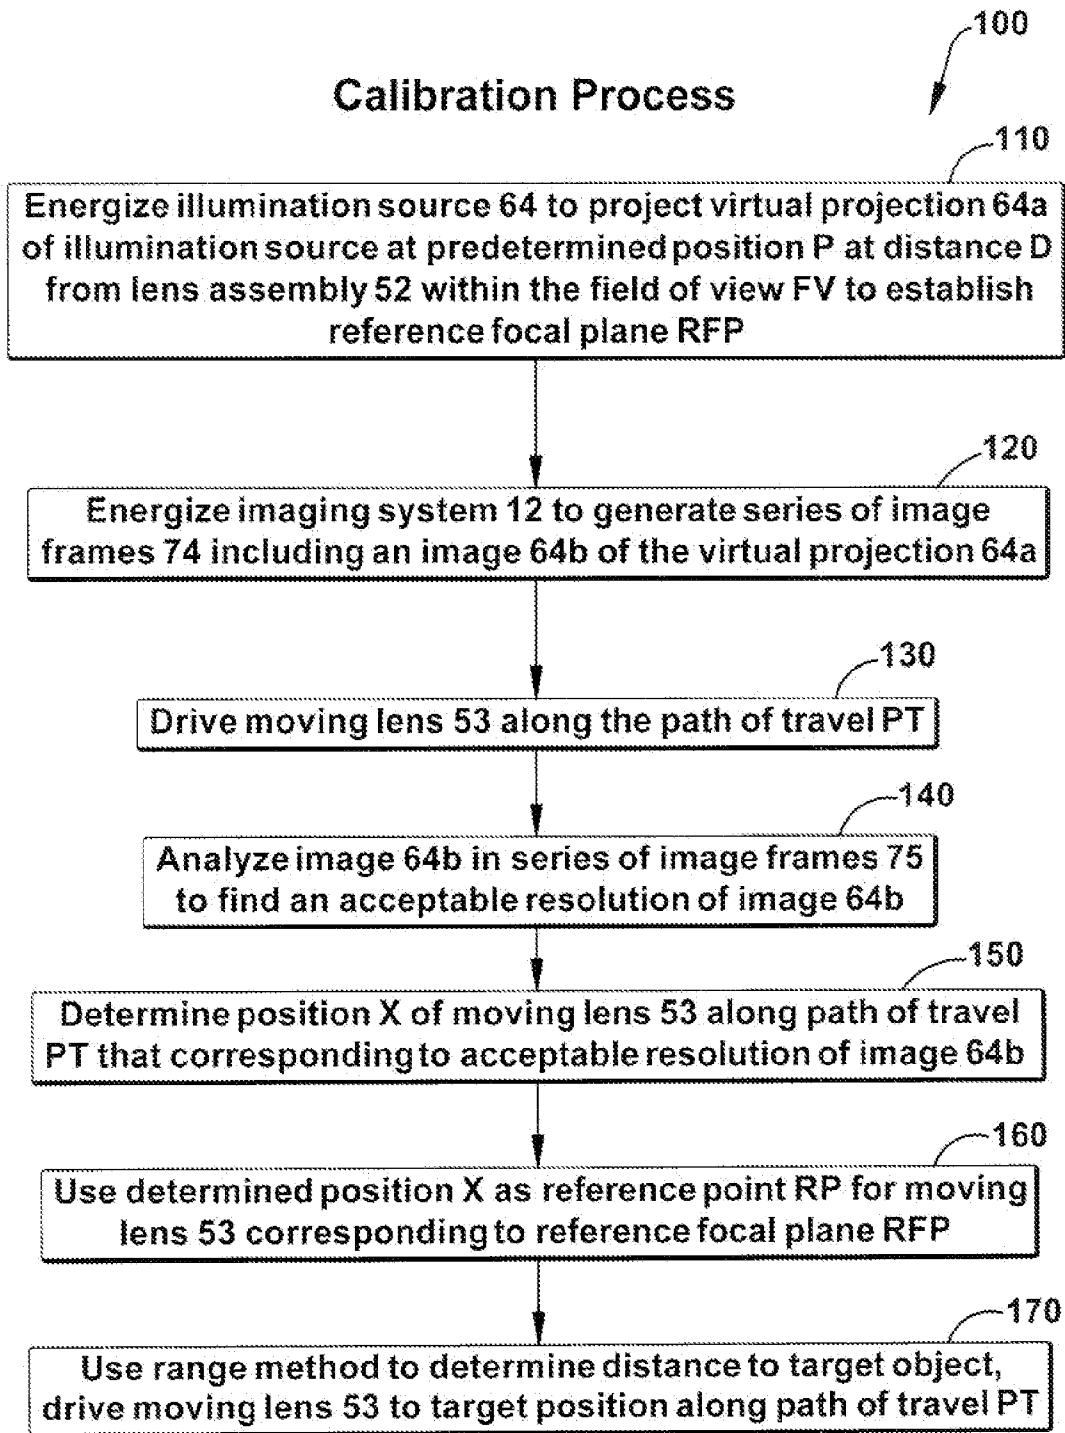 100
Calibration Process
110
Energize illumination source 64 to project virtual projection 64a
of illumination source at predetermined position P at distance D
from lens assembly 52 within the field of view FV to establish
reference focal plane RFP
120
Energize imaging system 12 to generate series of image
frames 74 including an image 64b of the virtual projection 64a
130
Drive moving lens 53 along the path of travel PT
140
Analyze image 64b in series of image frames 75
to find an acceptable resolution of image 64b
150
Determine position X of moving lens 53 along path of travel
PT that corresponding to acceptable resolution of image 64b
160
Use determined position X as reference point RP for moving
lens 53 corresponding to reference focal plane RFP
170
Use range method to determine distance to target object,
drive moving lens 53 to target position along path of travel PT